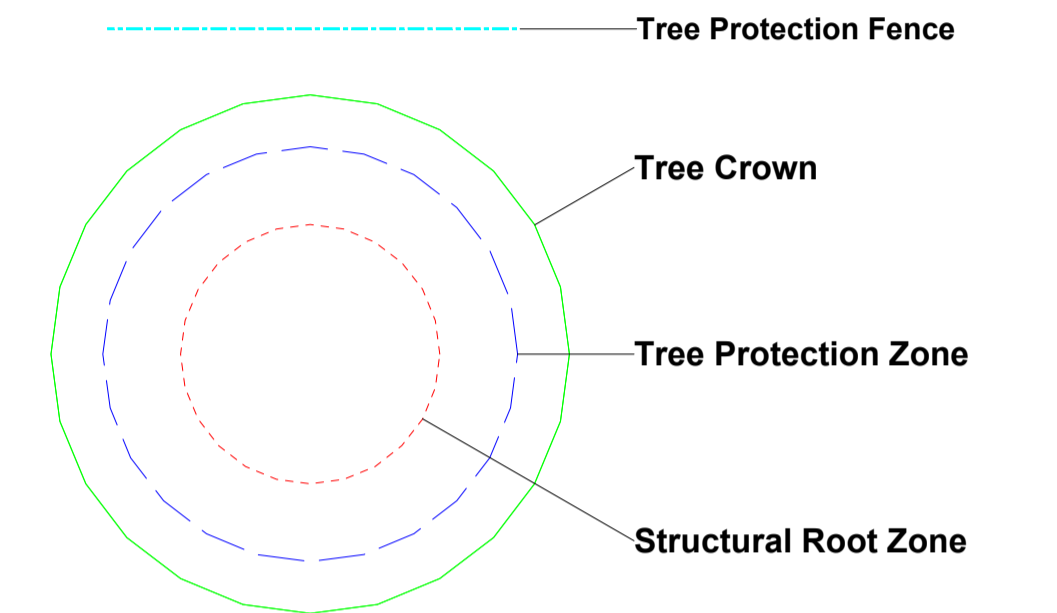 Tree Protection Fence
Tree Crown
Tree Protection Zone
Structural Root Zone